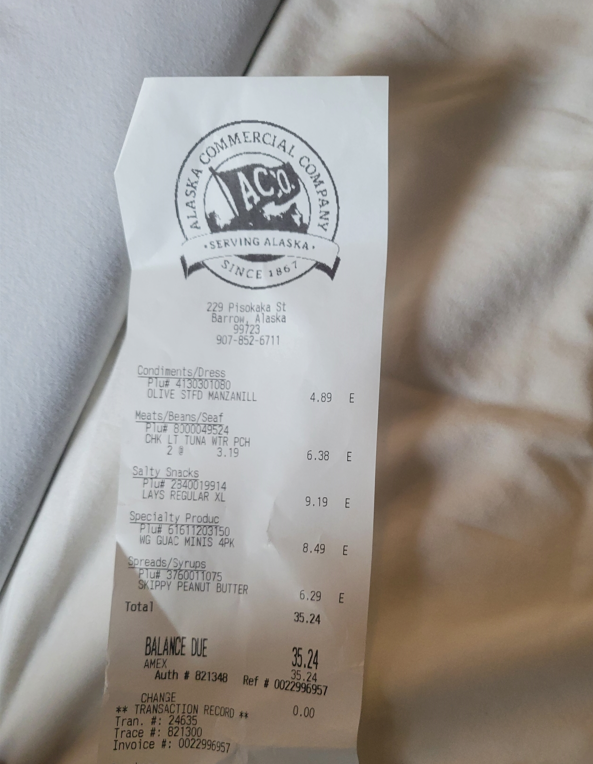 ALASKA COMMERCIAL COMPANY
AC.CO.
• SERVING ALASKA •
SINCE 1867
229 Pisokaka St
Barrow, Alaska
99723
907-852-6711
Condiments/Dress
Plu# 4130301080
OLIVE STFD MANZANILL 4.89 E
Meats/Beans/Seaf
Plu# 8000049524
CHK LT TUNA WTR PCH
2 @ 3.19 6.38 E
Salty Snacks
Plu# 2840019914
LAYS REGULAR XL 9.19 E
Specialty Produc
Plu# 61611203150
WG GUAC MINIS 4PK 8.49 E
Spreads/Syrups
Plu# 3760011075
SKIPPY PEANUT BUTTER 6.29 E
Total 35.24
BALANCE DUE 35.24
AMEX 35.24
Auth # 821348 Ref # 0022996957
CHANGE 0.00
** TRANSACTION RECORD **
Tran. #: 24635
Trace #: 821300
Invoice #: 0022996957